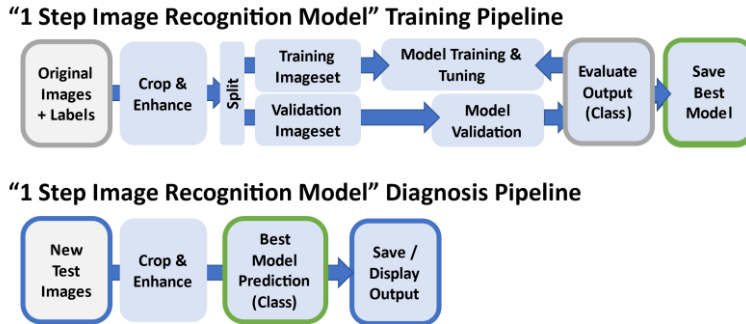 “1 Step Image Recognition Model” Training Pipeline
Original
Images
+ Labels
Crop &
Enhance
Split
Training
Imageset
Validation
Imageset
Model Training &
Tuning
Model
Validation
Evaluate
Output
(Class)
Save
Best
Model
“1 Step Image Recognition Model” Diagnosis Pipeline
New
Test
Images
Crop &
Enhance
Best
Model
Prediction
(Class)
Save /
Display
Output